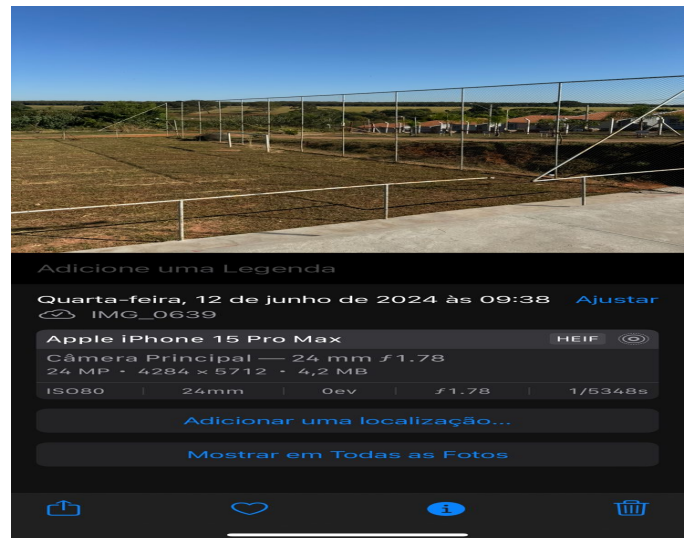 Adicione uma Legenda
Quarta-feira, 12 de junho de 2024 às 09:38 Ajustar
IMG_0639
Apple iPhone 15 Pro Max HEIF
Câmera Principal — 24 mm ƒ1.78
24 MP • 4284 × 5712 • 4,2 MB
ISO80 | 24mm | 0ev | ƒ1.78 | 1/5348s
Adicionar uma localização...
Mostrar em Todas as Fotos